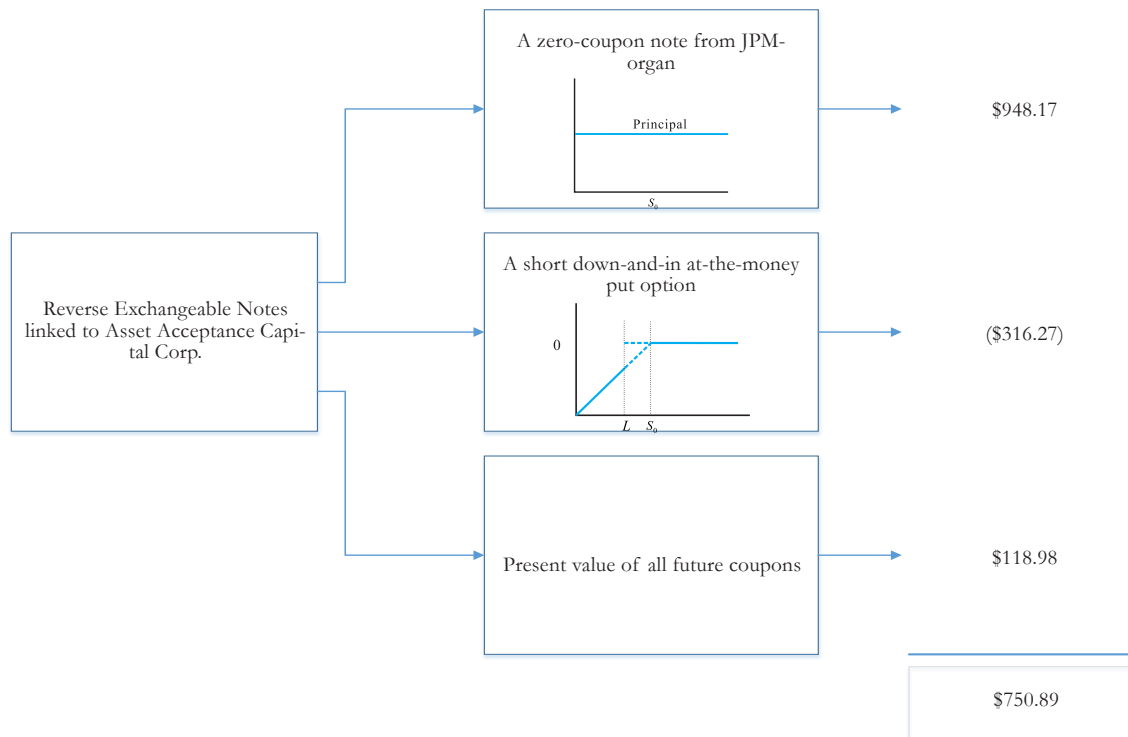 A zero-coupon note from JPM-
organ
Principal
S₀
$948.17
Reverse Exchangeable Notes
linked to Asset Acceptance Capi-
tal Corp.
A short down-and-in at-the-money
put option
0
L S₀
($316.27)
Present value of all future coupons
$118.98
$750.89